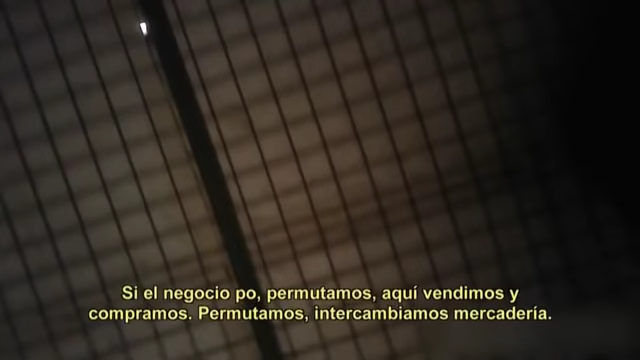 Si el negocio po, permutamos, aquí vendimos y
compramos. Permutamos, intercambiamos mercadería.